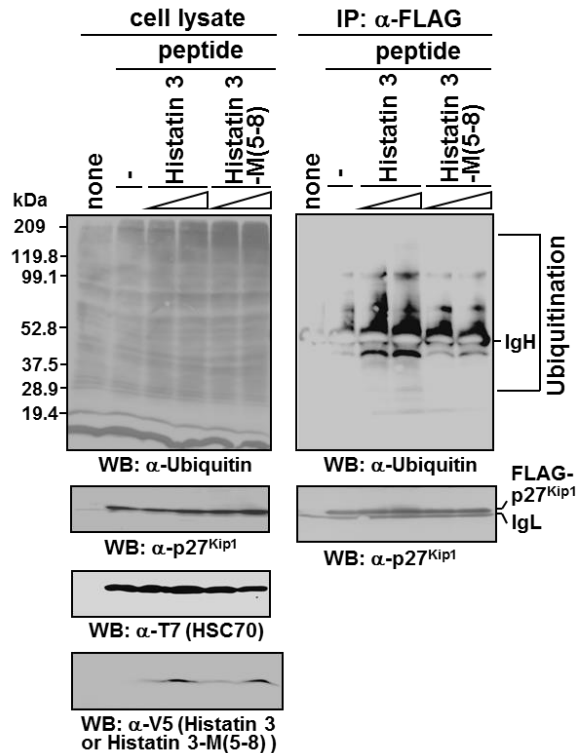 cell lysate
IP: α-FLAG
peptide
peptide
none
-
Histatin 3
Histatin 3
-M(5-8)
none
-
Histatin 3
Histatin 3
-M(5-8)
kDa
209
119.8
99.1
52.8
37.5
28.9
19.4
IgH
Ubiquitination
WB: α-Ubiquitin
WB: α-Ubiquitin
FLAG-
p27Kip1
IgL
WB: α-p27Kip1
WB: α-p27Kip1
WB: α-T7 (HSC70)
WB: α-V5 (Histatin 3
or Histatin 3-M(5-8) )